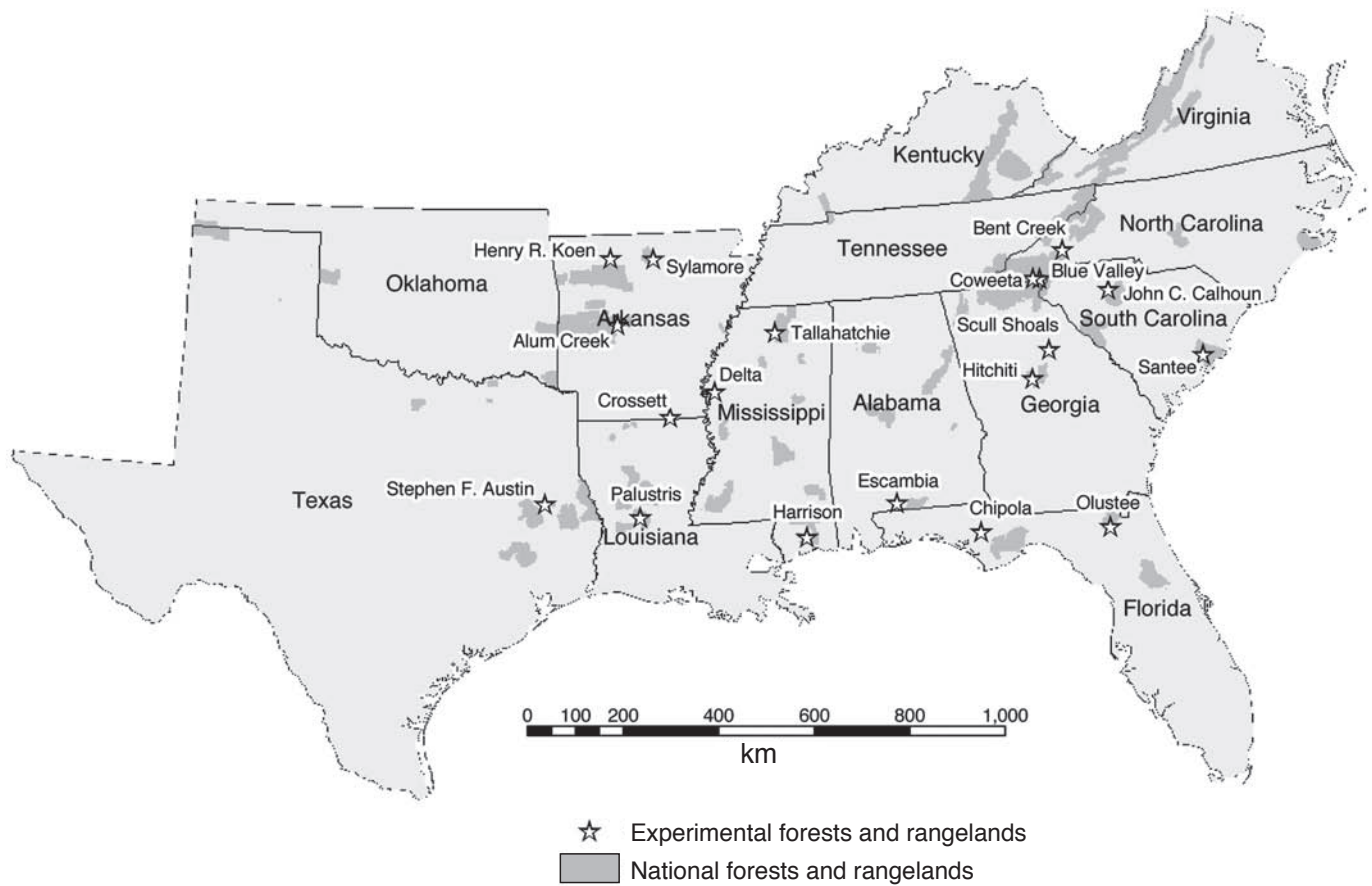 Virginia
Kentucky
North Carolina
Bent Creek
Tennessee
Henry R. Koen
Sylamore
Oklahoma
Coweeta
Blue Valley
John C. Calhoun
Arkansas
South Carolina
Alum Creek
Tallahatchie
Scull Shoals
Santee
Delta
Hitchiti
Crossett
Mississippi
Alabama
Georgia
Stephen F. Austin
Texas
Palustris
Escambia
Chipola
Olustee
Harrison
Louisiana
Florida
0 100 200 400 600 800 1,000
km
Experimental forests and rangelands
National forests and rangelands